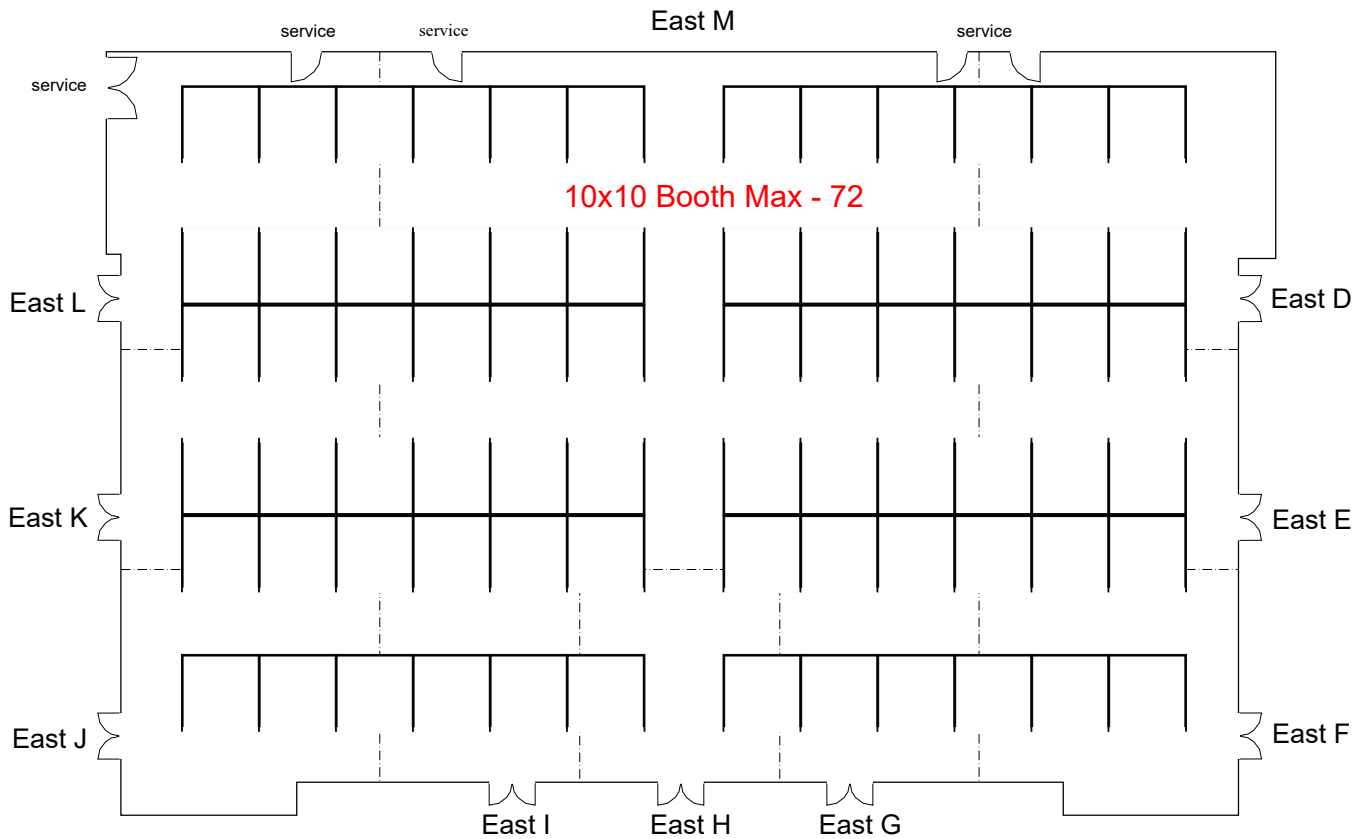 East M
service
service
service
service
10x10 Booth Max - 72
East L
East D
East K
East E
East J
East F
East I
East H
East G